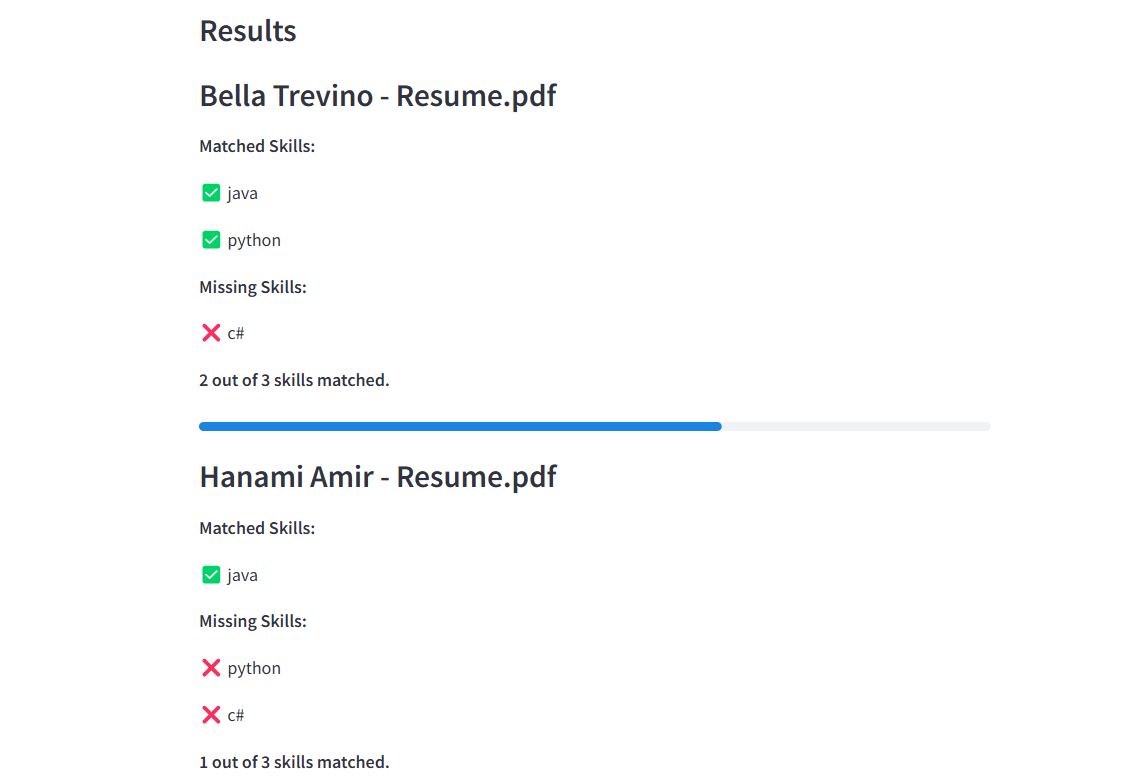 Results
Bella Trevino - Resume.pdf
Matched Skills:
java
python
Missing Skills:
c#
2 out of 3 skills matched.
Hanami Amir - Resume.pdf
Matched Skills:
java
Missing Skills:
python
c#
1 out of 3 skills matched.